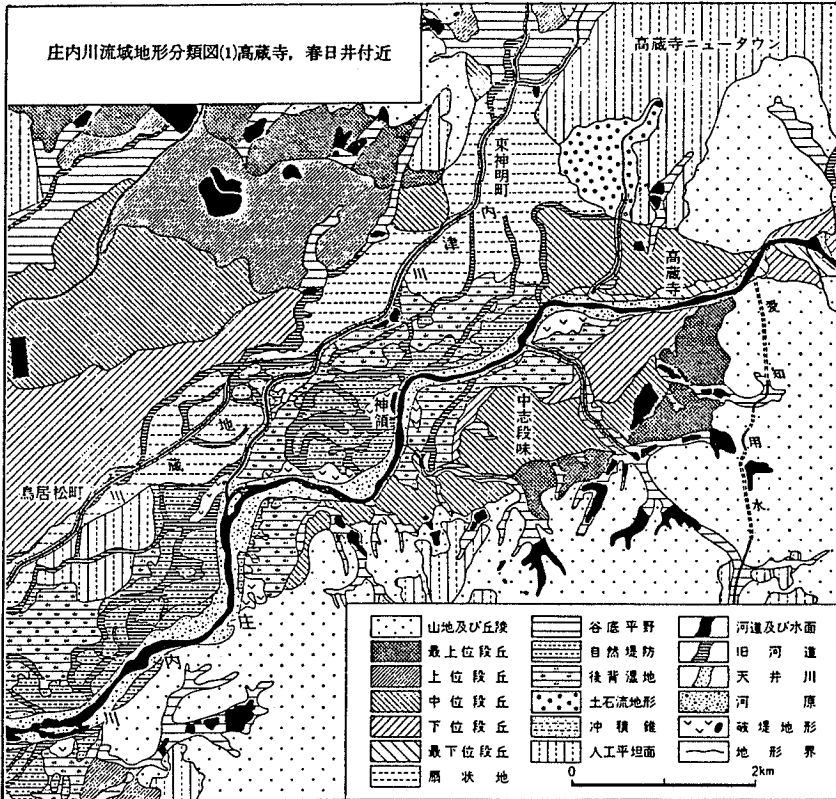 庄内川流域地形分類図(1)高蔵寺，春日井付近
高蔵寺ニュータウン
東神明町
内
津
川
高蔵寺
愛
知
用
水
神領
中志段味
地
蔵
川
鳥居松町
庄
内
川
山地及び丘陵
最上位段丘
上位段丘
中位段丘
下位段丘
最下位段丘
扇状地
谷底平野
自然堤防
後背湿地
土石流地形
沖積錐
人工平坦面
河道及び水面
旧河道
天井川
河原
破堤地形
地形界
0 2km